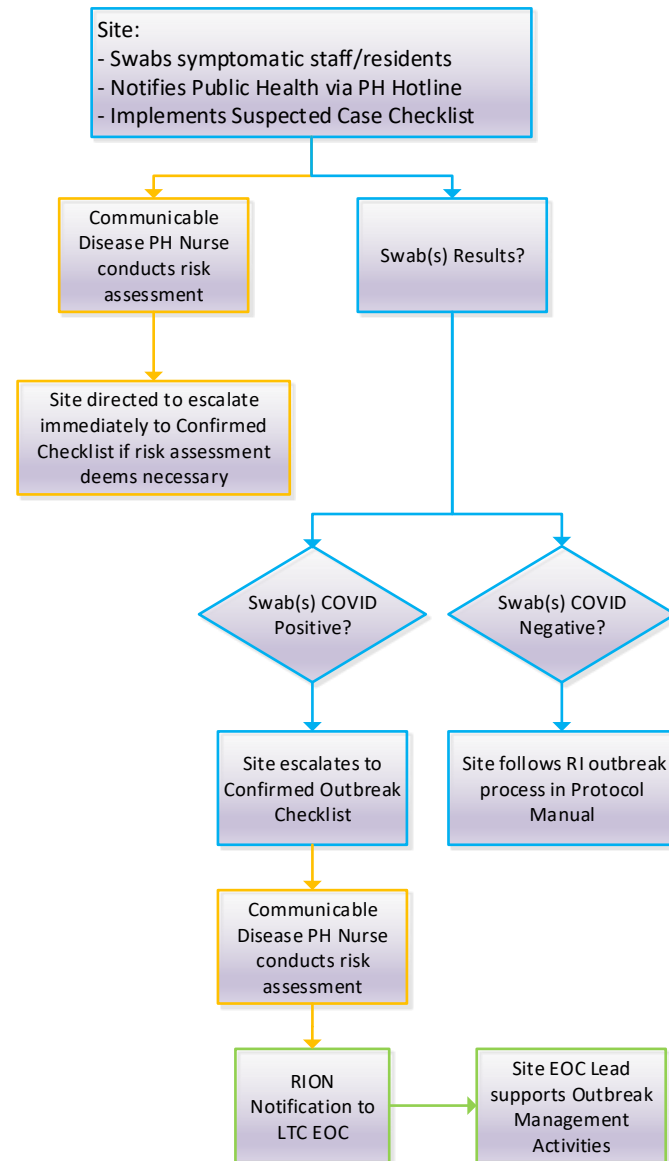 Site:
- Swabs symptomatic staff/residents
- Notifies Public Health via PH Hotline
- Implements Suspected Case Checklist
Communicable
Disease PH Nurse
conducts risk
assessment
Swab(s) Results?
Site directed to escalate
immediately to Confirmed
Checklist if risk assessment
deems necessary
Swab(s) COVID
Positive?
Swab(s) COVID
Negative?
Site escalates to
Confirmed Outbreak
Checklist
Site follows RI outbreak
process in Protocol
Manual
Communicable
Disease PH Nurse
conducts risk
assessment
RION
Notification to
LTC EOC
Site EOC Lead
supports Outbreak
Management
Activities